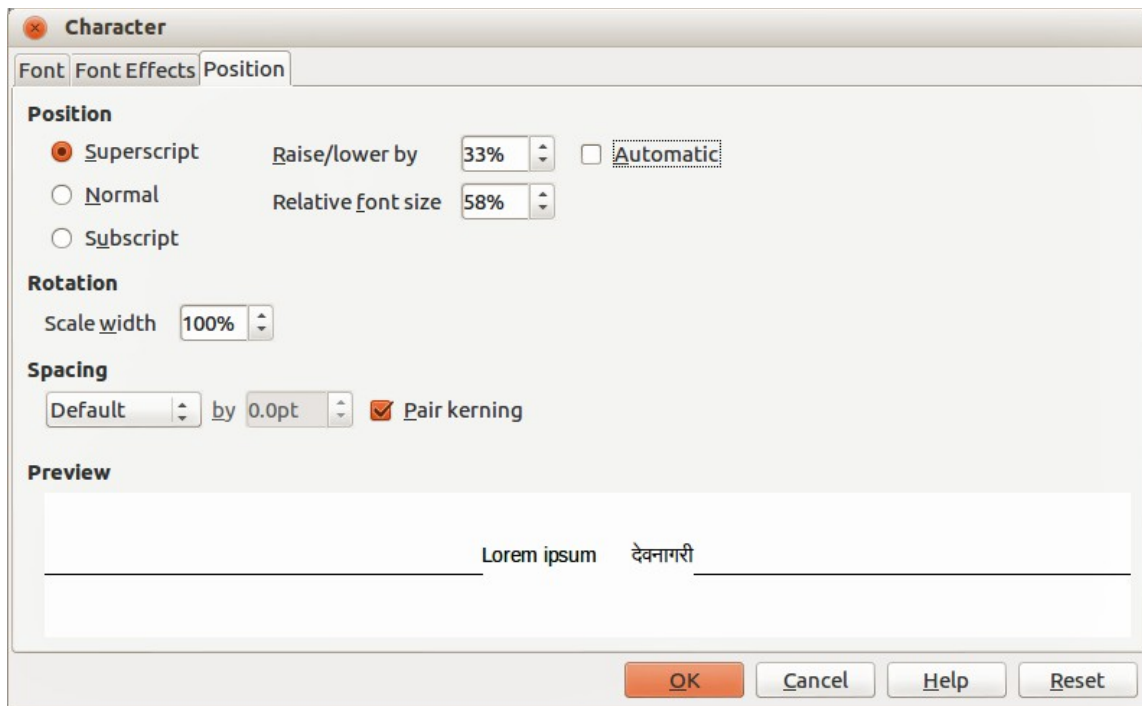 Character
Font Font Effects Position
Position
Superscript Raise/lower by 33% Automatic
Normal Relative font size 58%
Subscript
Rotation
Scale width 100%
Spacing
Default by 0.0pt Pair kerning
Preview
Lorem ipsum देवनागरी
OK Cancel Help Reset